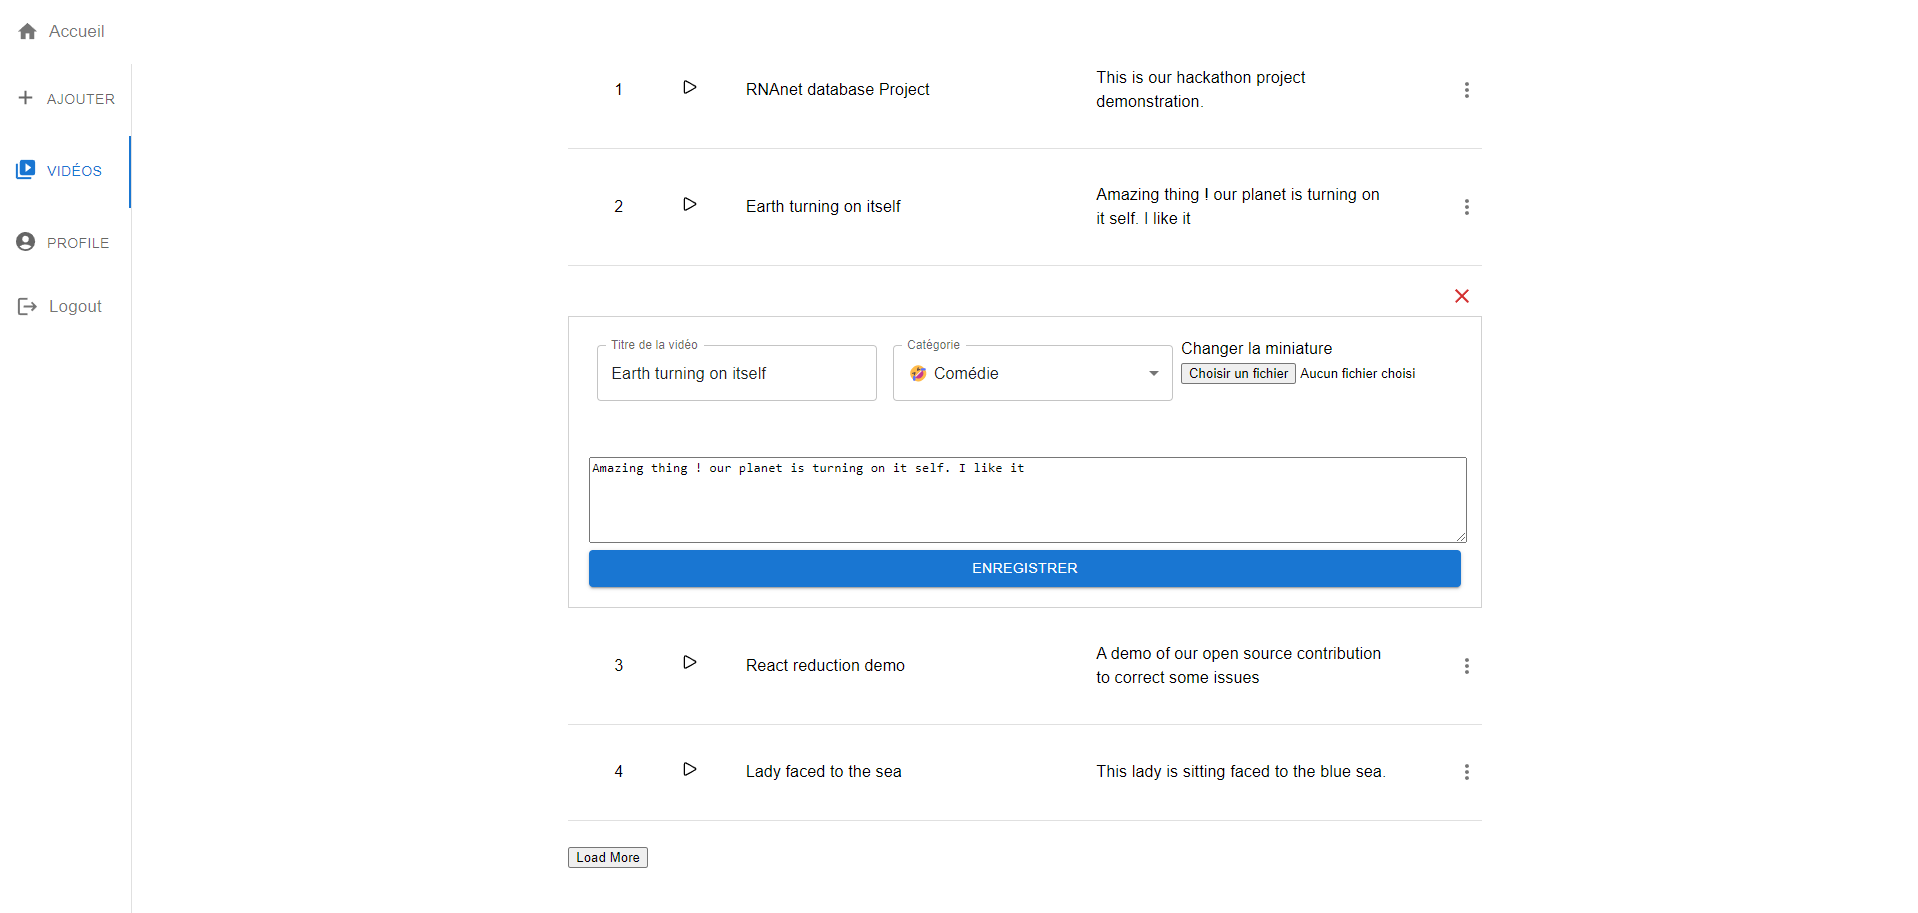 Accueil
AJOUTER
VIDÉOS
PROFILE
Logout
1
RNAnet database Project
This is our hackathon project
demonstration.
2
Earth turning on itself
Amazing thing ! our planet is turning on
it self. I like it
Titre de la vidéo
Earth turning on itself
Catégorie
🤣 Comédie
Changer la miniature
Choisir un fichier Aucun fichier choisi
Amazing thing ! our planet is turning on it self. I like it
ENREGISTRER
3
React reduction demo
A demo of our open source contribution
to correct some issues
4
Lady faced to the sea
This lady is sitting faced to the blue sea.
Load More